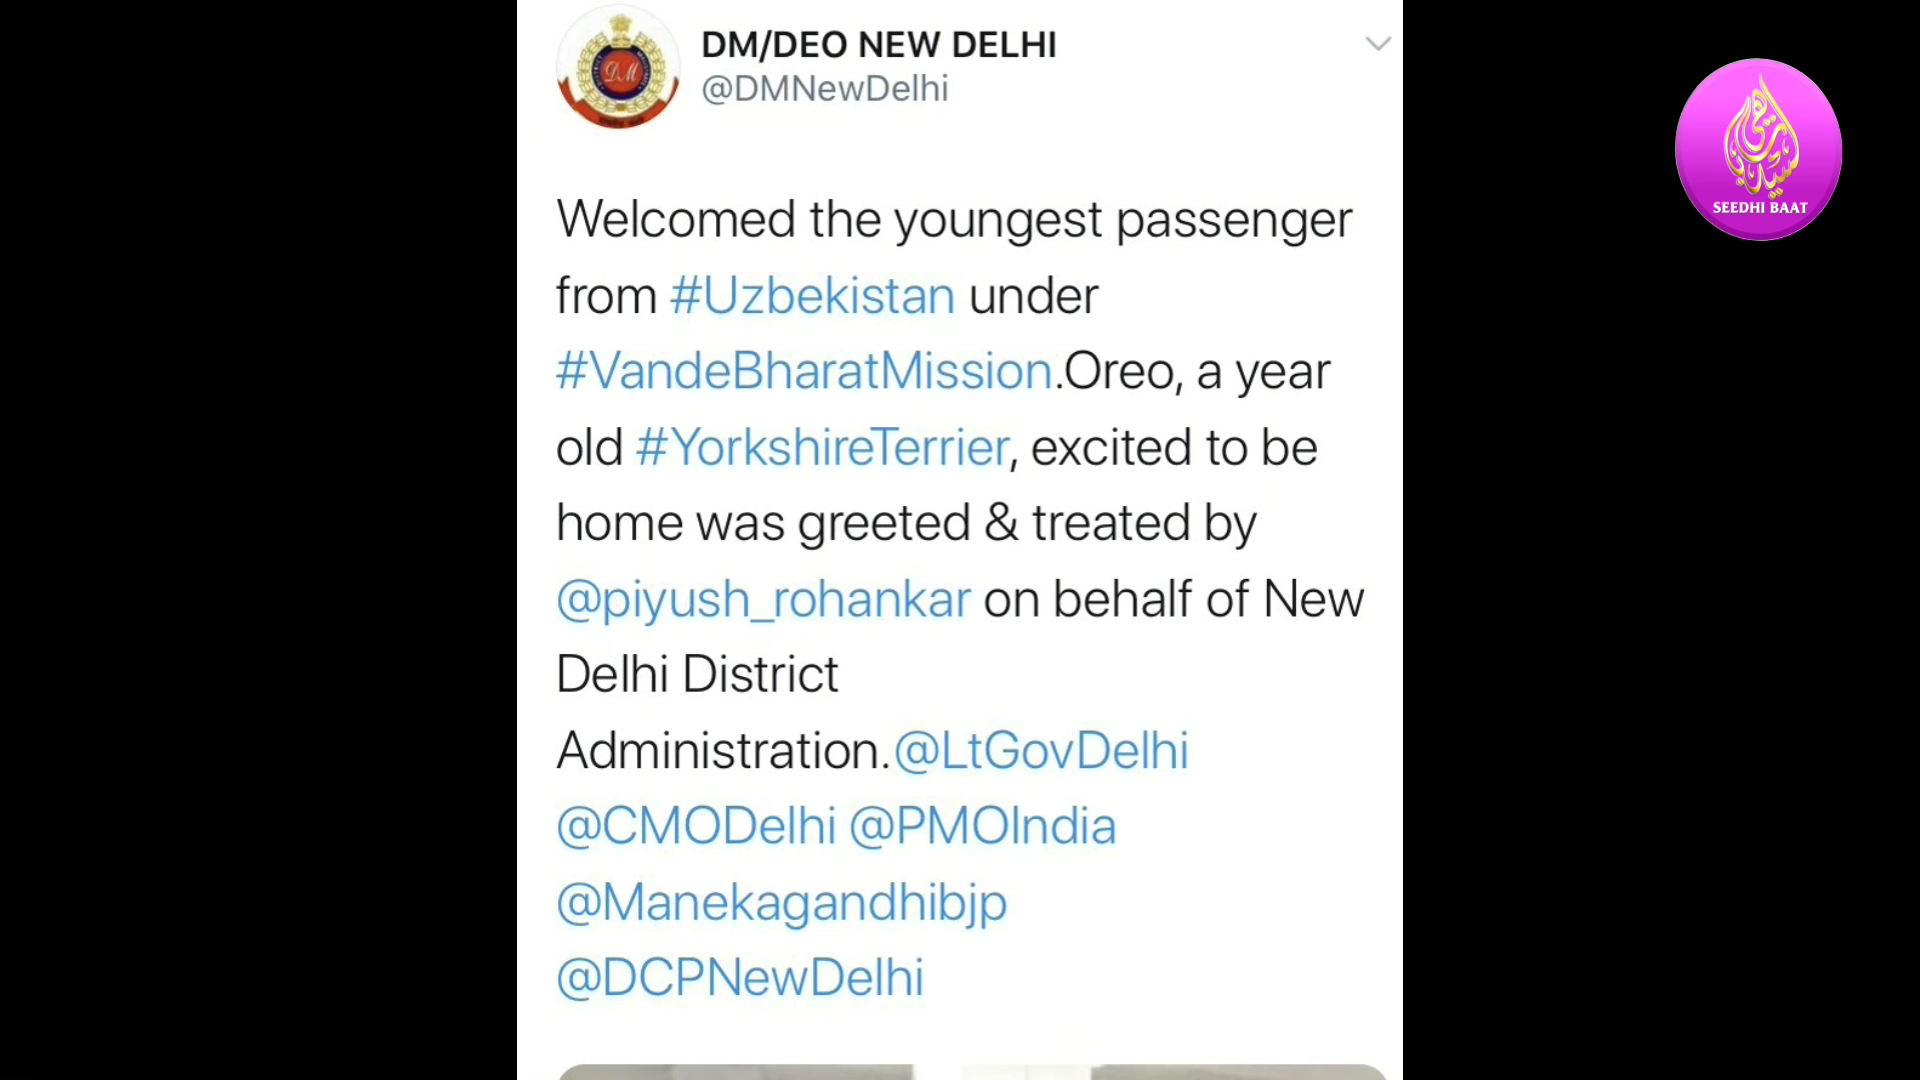 DM/DEO NEW DELHI
@DMNewDelhi
Welcomed the youngest passenger
from #Uzbekistan under
#VandeBharatMission.Oreo, a year
old #YorkshireTerrier, excited to be
home was greeted & treated by
@piyush_rohankar on behalf of New
Delhi District
Administration.@LtGovDelhi
@CMODelhi @PMOIndia
@Manekagandhibjp
@DCPNewDelhi
DM
SEEDHI BAAT